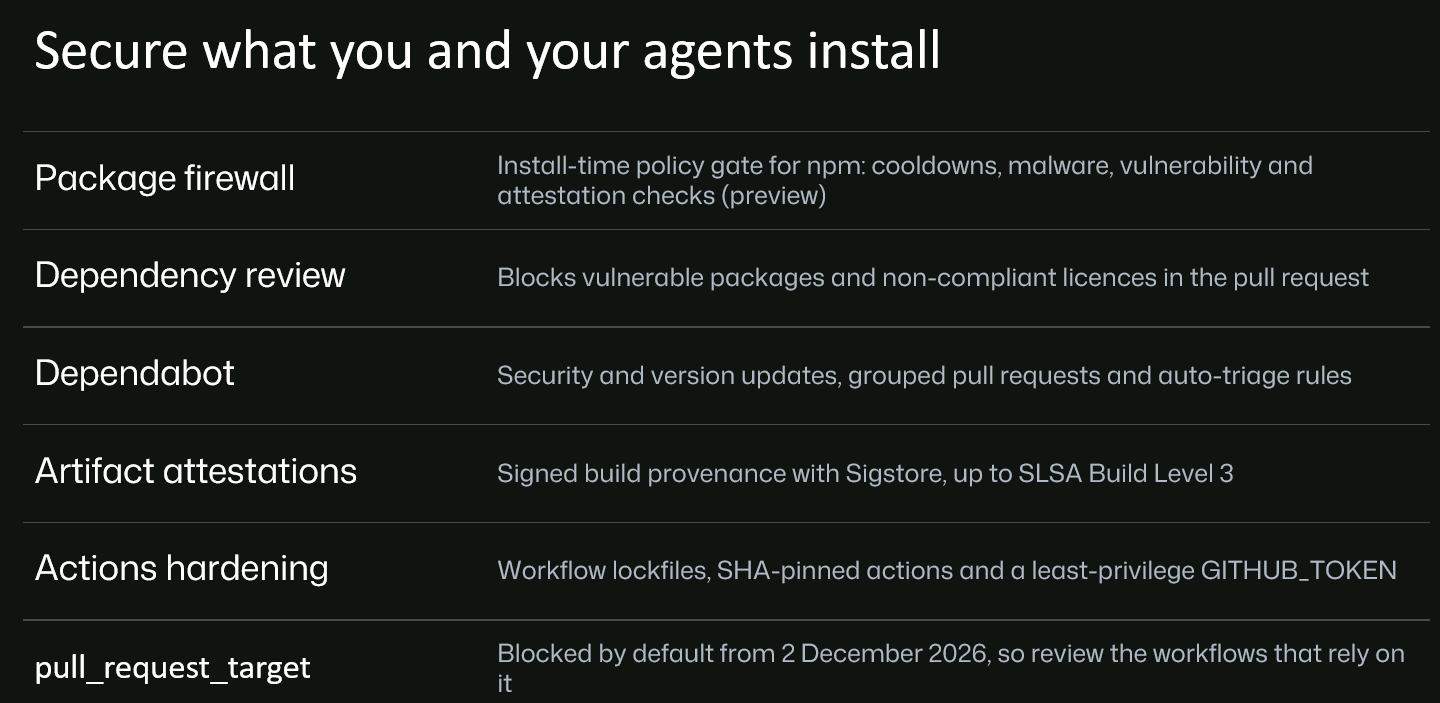 Secure what you and your agents install
Package firewall
Install-time policy gate for npm: cooldowns, malware, vulnerability and
attestation checks (preview)
Dependency review
Blocks vulnerable packages and non-compliant licences in the pull request
Dependabot
Security and version updates, grouped pull requests and auto-triage rules
Artifact attestations
Signed build provenance with Sigstore, up to SLSA Build Level 3
Actions hardening
Workflow lockfiles, SHA-pinned actions and a least-privilege GITHUB_TOKEN
pull_request_target
Blocked by default from 2 December 2026, so review the workflows that rely on
it